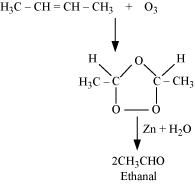 H₃C – CH = CH – CH₃ + O₃
H O H
H₃C – C C – CH₃
O O
Zn + H₂O
2CH₃CHO
Ethanal